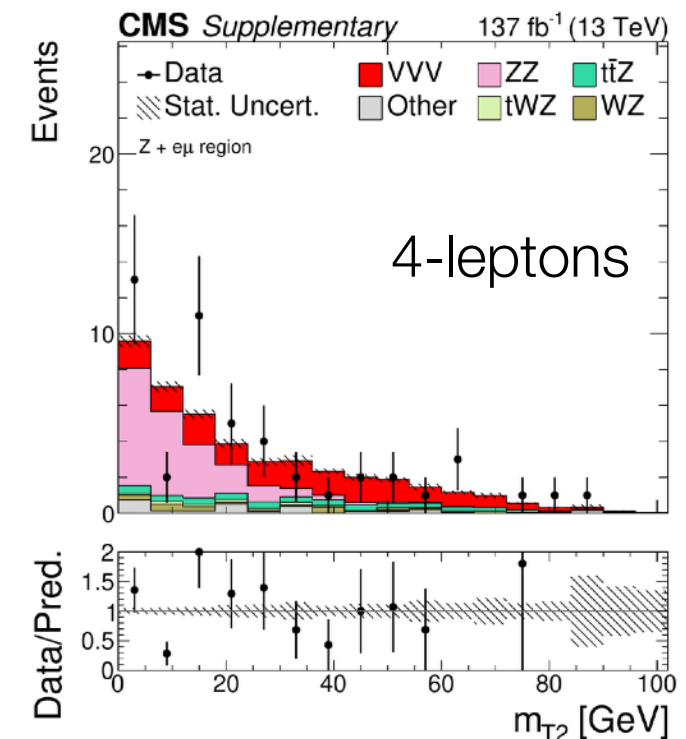 CMS Supplementary 137 fb⁻¹ (13 TeV)
Events
Data VVV ZZ tt̄Z
Stat. Uncert. Other tWZ WZ
Z + eμ region
4-leptons
20
10
0
Data/Pred.
2
1.5
1
0.5
0
0 20 40 60 80 100
m_T2 [GeV]